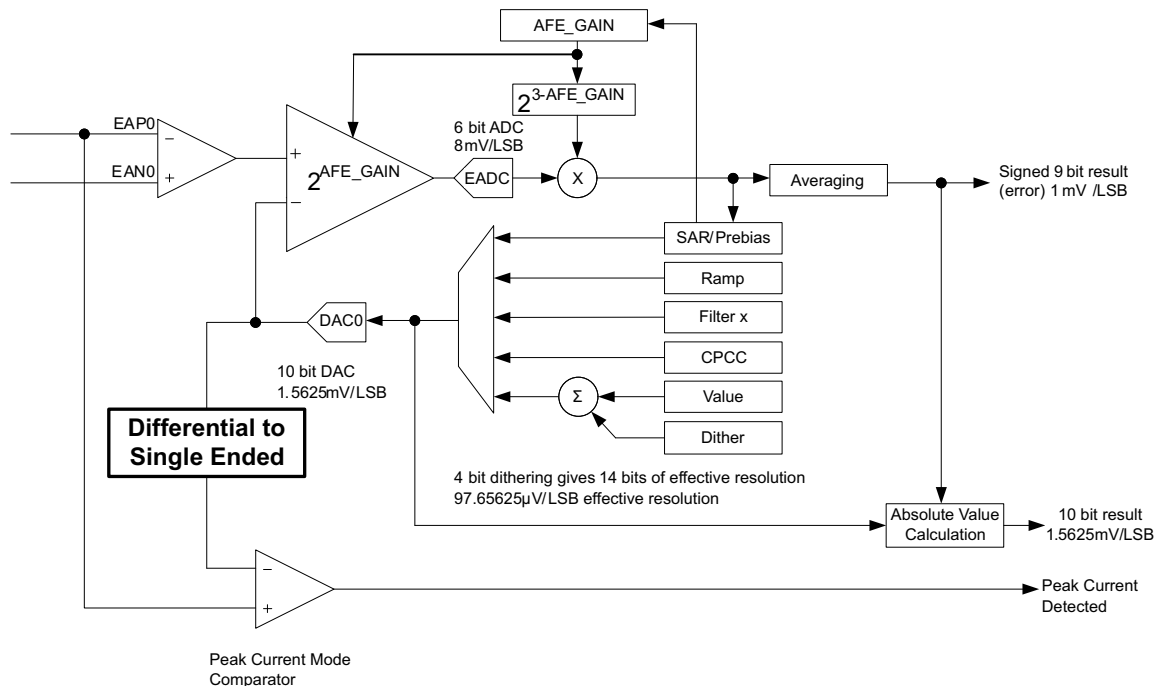 AFE_GAIN
2^3-AFE_GAIN
EAP0
−
EAN0
+
6 bit ADC
8mV/LSB
+
2^AFE_GAIN
−
EADC
X
Averaging
Signed 9 bit result
(error) 1 mV /LSB
SAR/Prebias
Ramp
Filter x
CPCC
Value
Dither
Σ
DAC0
10 bit DAC
1.5625mV/LSB
Differential to
Single Ended
4 bit dithering gives 14 bits of effective resolution
97.65625μV/LSB effective resolution
Absolute Value
Calculation
10 bit result
1.5625mV/LSB
−
+
Peak Current
Detected
Peak Current Mode
Comparator